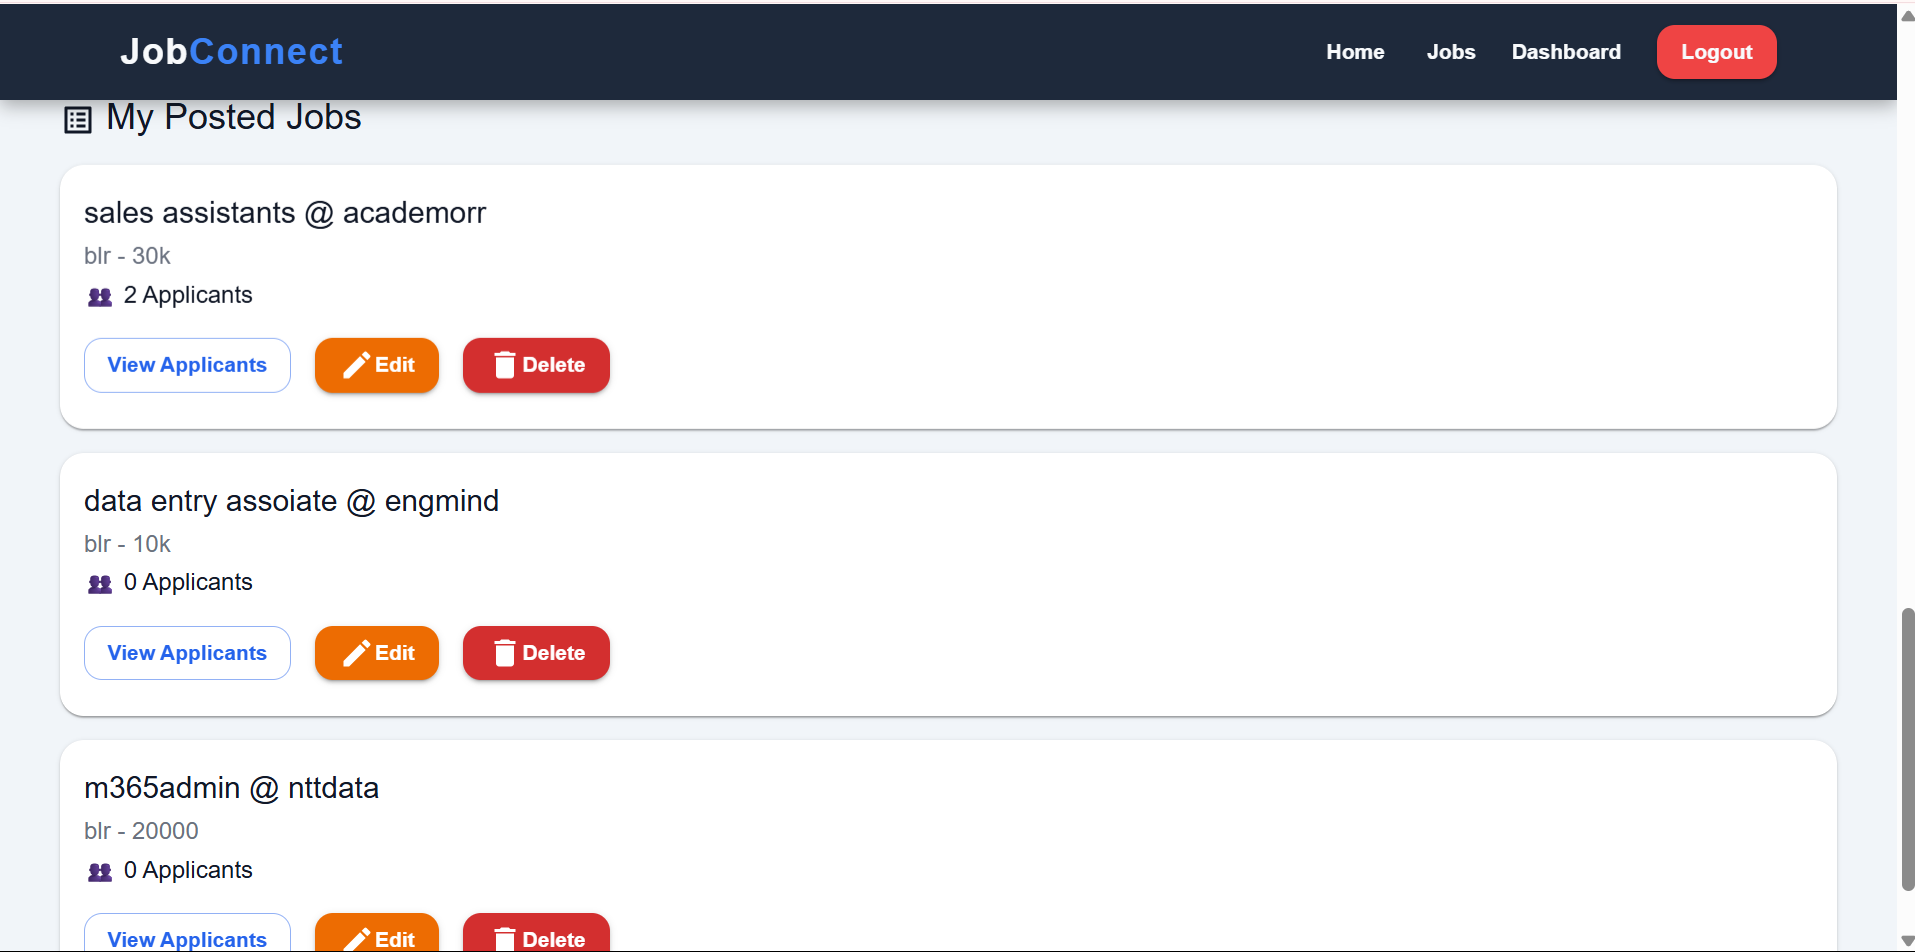 JobConnect
Home Jobs Dashboard Logout
My Posted Jobs
sales assistants @ academorr
blr - 30k
2 Applicants
View Applicants Edit Delete
data entry assoiate @ engmind
blr - 10k
0 Applicants
View Applicants Edit Delete
m365admin @ nttdata
blr - 20000
0 Applicants
View Applicants Edit Delete